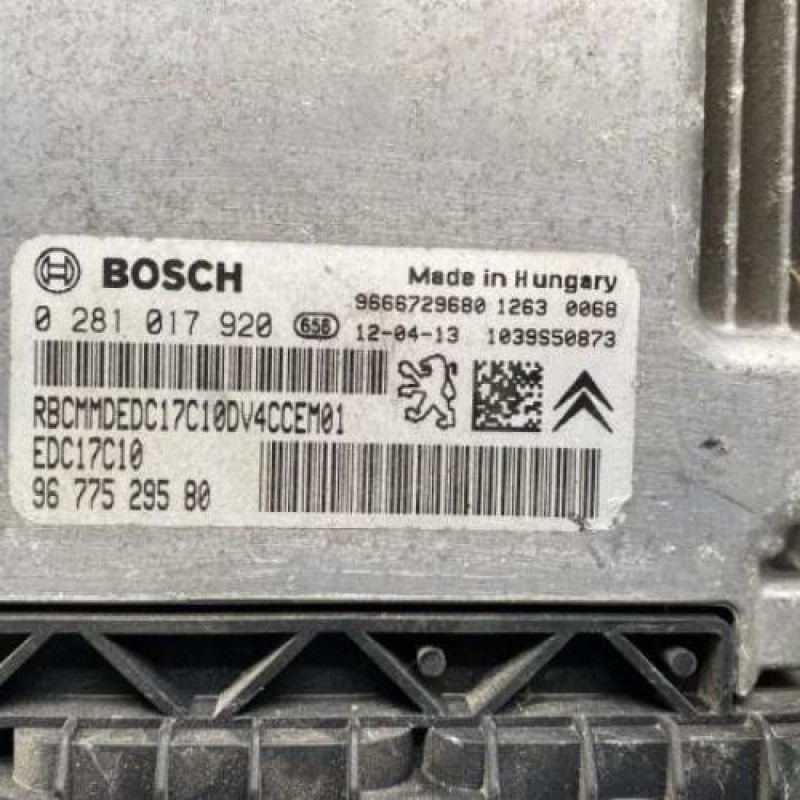 BOSCH
Made in Hungary
9666729680 1263 0068
0 281 017 920 656 12-04-13 1039S50873
RBCMMDEDC17C10DV4CCEM01
EDC17C10
96 775 295 80